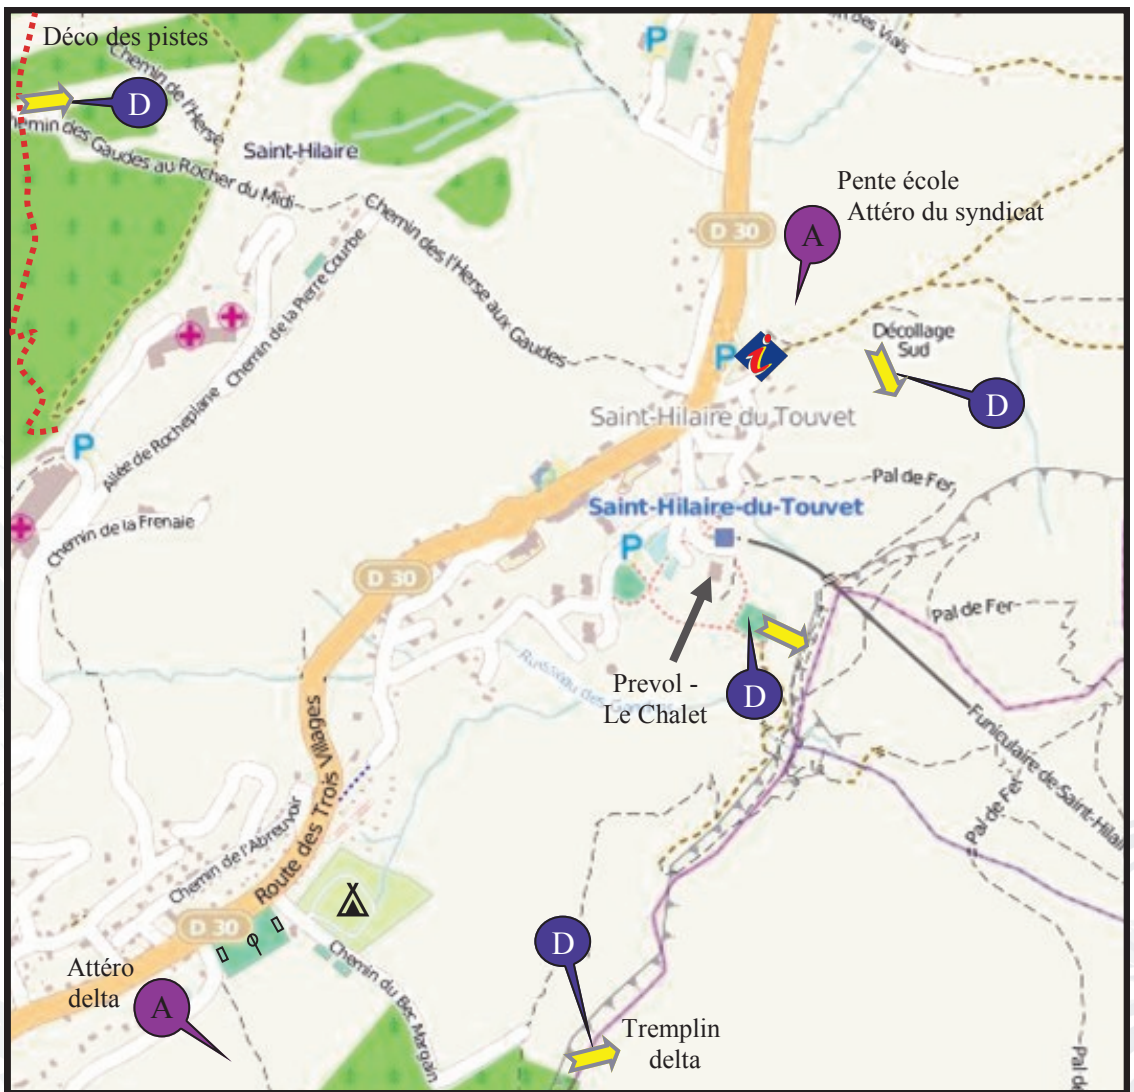 Déco des pistes
Chemin de l'Herse
D
Chemin des Gaudes au Rocher du Midi
Saint-Hilaire
P
Pente école
Attéro du syndicat
A
D 30
Chemin des l'Herse aux Gaudes
Chemin de la Pierre Courbe
Allée de Rocheplane
P
i
Décollage
Sud
D
Saint-Hilaire du Touvet
P
Chemin de la Frenaie
Pal de Fer
Saint-Hilaire-du-Touvet
P
D 30
Pal de Fer
Prevol -
Le Chalet
D
Ruisseau des
Funiculaire de Saint-Hilai
Pal de Fer
Route des Trois Villages
Chemin de l'Abreuvoir
D 30
Chemin du Bec Margain
Attéro
delta
A
D
Tremplin
delta
Pal de